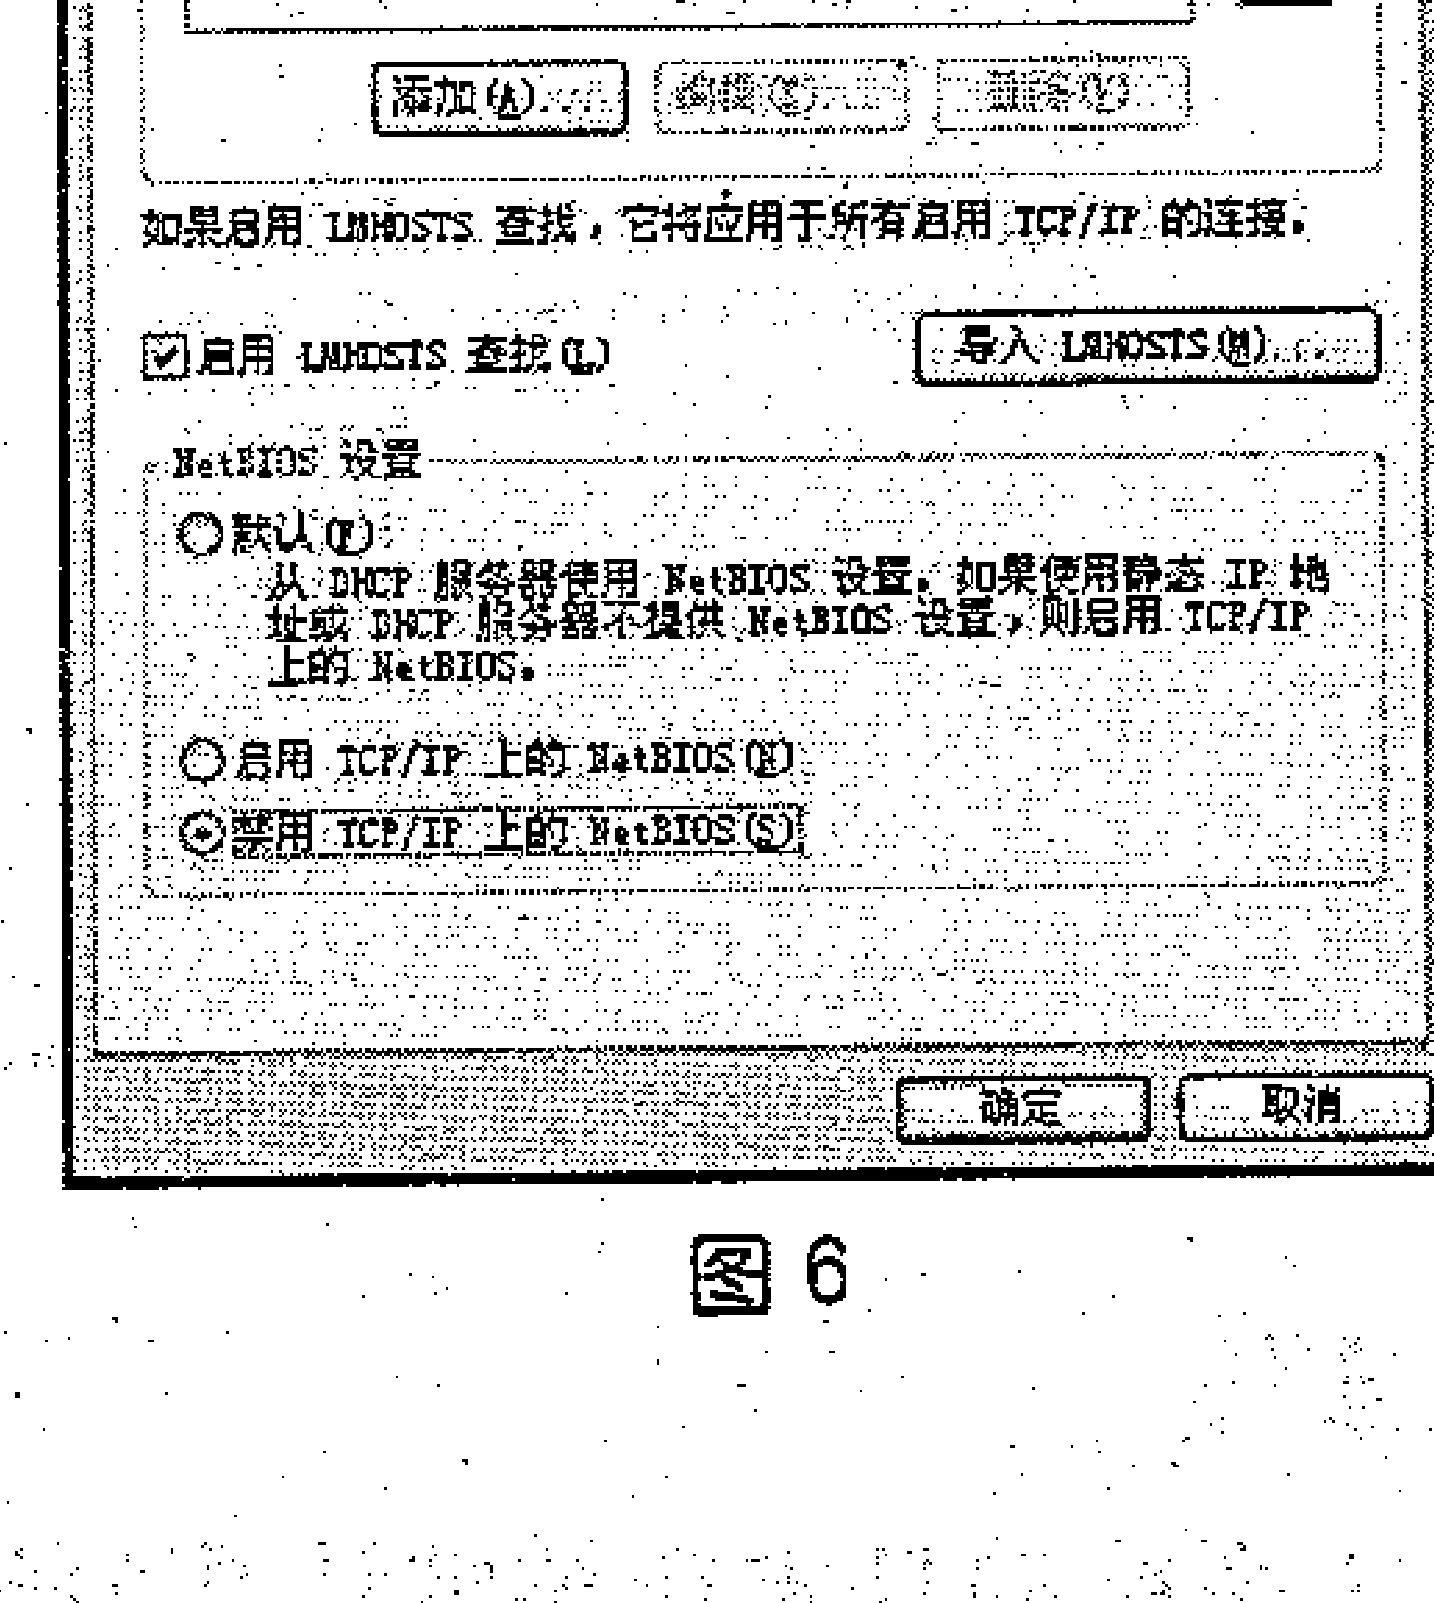 添加(A)...
如果启用 LMHOSTS 查找，它将应用于所有启用 TCP/IP 的连接。
启用 LMHOSTS 查找(L)
导入 LMHOSTS(M)...
NetBIOS 设置
默认(F)
从 DHCP 服务器使用 NetBIOS 设置。如果使用静态 IP 地
址或 DHCP 服务器不提供 NetBIOS 设置，则启用 TCP/IP
上的 NetBIOS。
启用 TCP/IP 上的 NetBIOS(N)
禁用 TCP/IP 上的 NetBIOS(S)
确定
取消
图 6